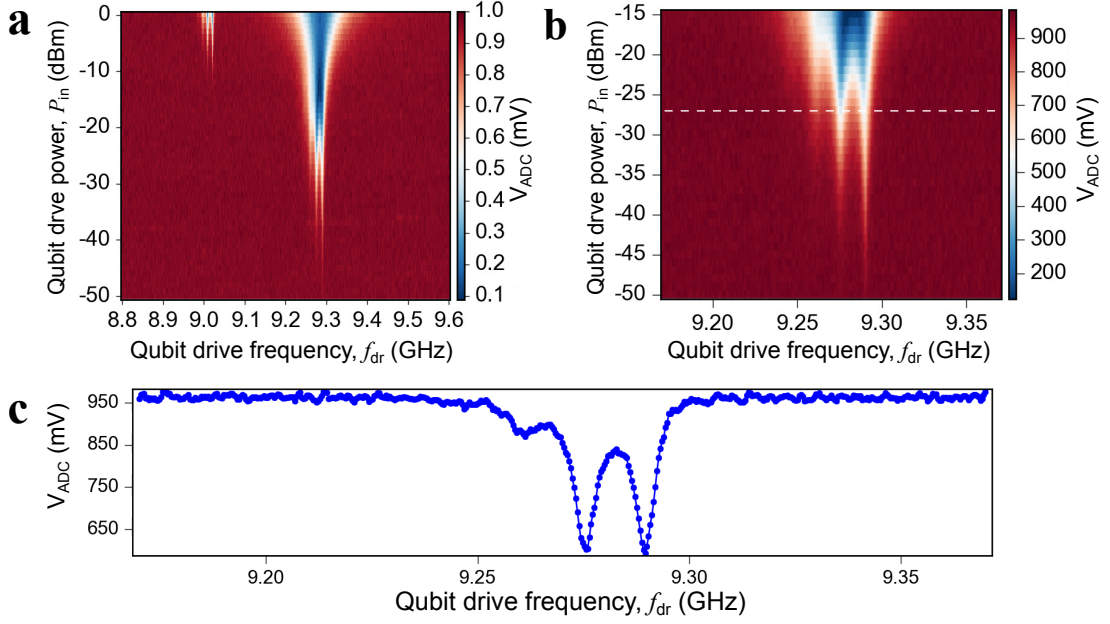 a
0
-10
-20
-30
-40
-50
Qubit drive power, P_in (dBm)
8.8 8.9 9.0 9.1 9.2 9.3 9.4 9.5 9.6
Qubit drive frequency, f_dr (GHz)
1.0
0.9
0.8
0.7
0.6
0.5
0.4
0.3
0.2
0.1
V_ADC (mV)
b
-15
-20
-25
-30
-35
-40
-45
-50
Qubit drive power, P_in (dBm)
9.20 9.25 9.30 9.35
Qubit drive frequency, f_dr (GHz)
900
800
700
600
500
400
300
200
V_ADC (mV)
c
950
850
750
650
V_ADC (mV)
9.20 9.25 9.30 9.35
Qubit drive frequency, f_dr (GHz)